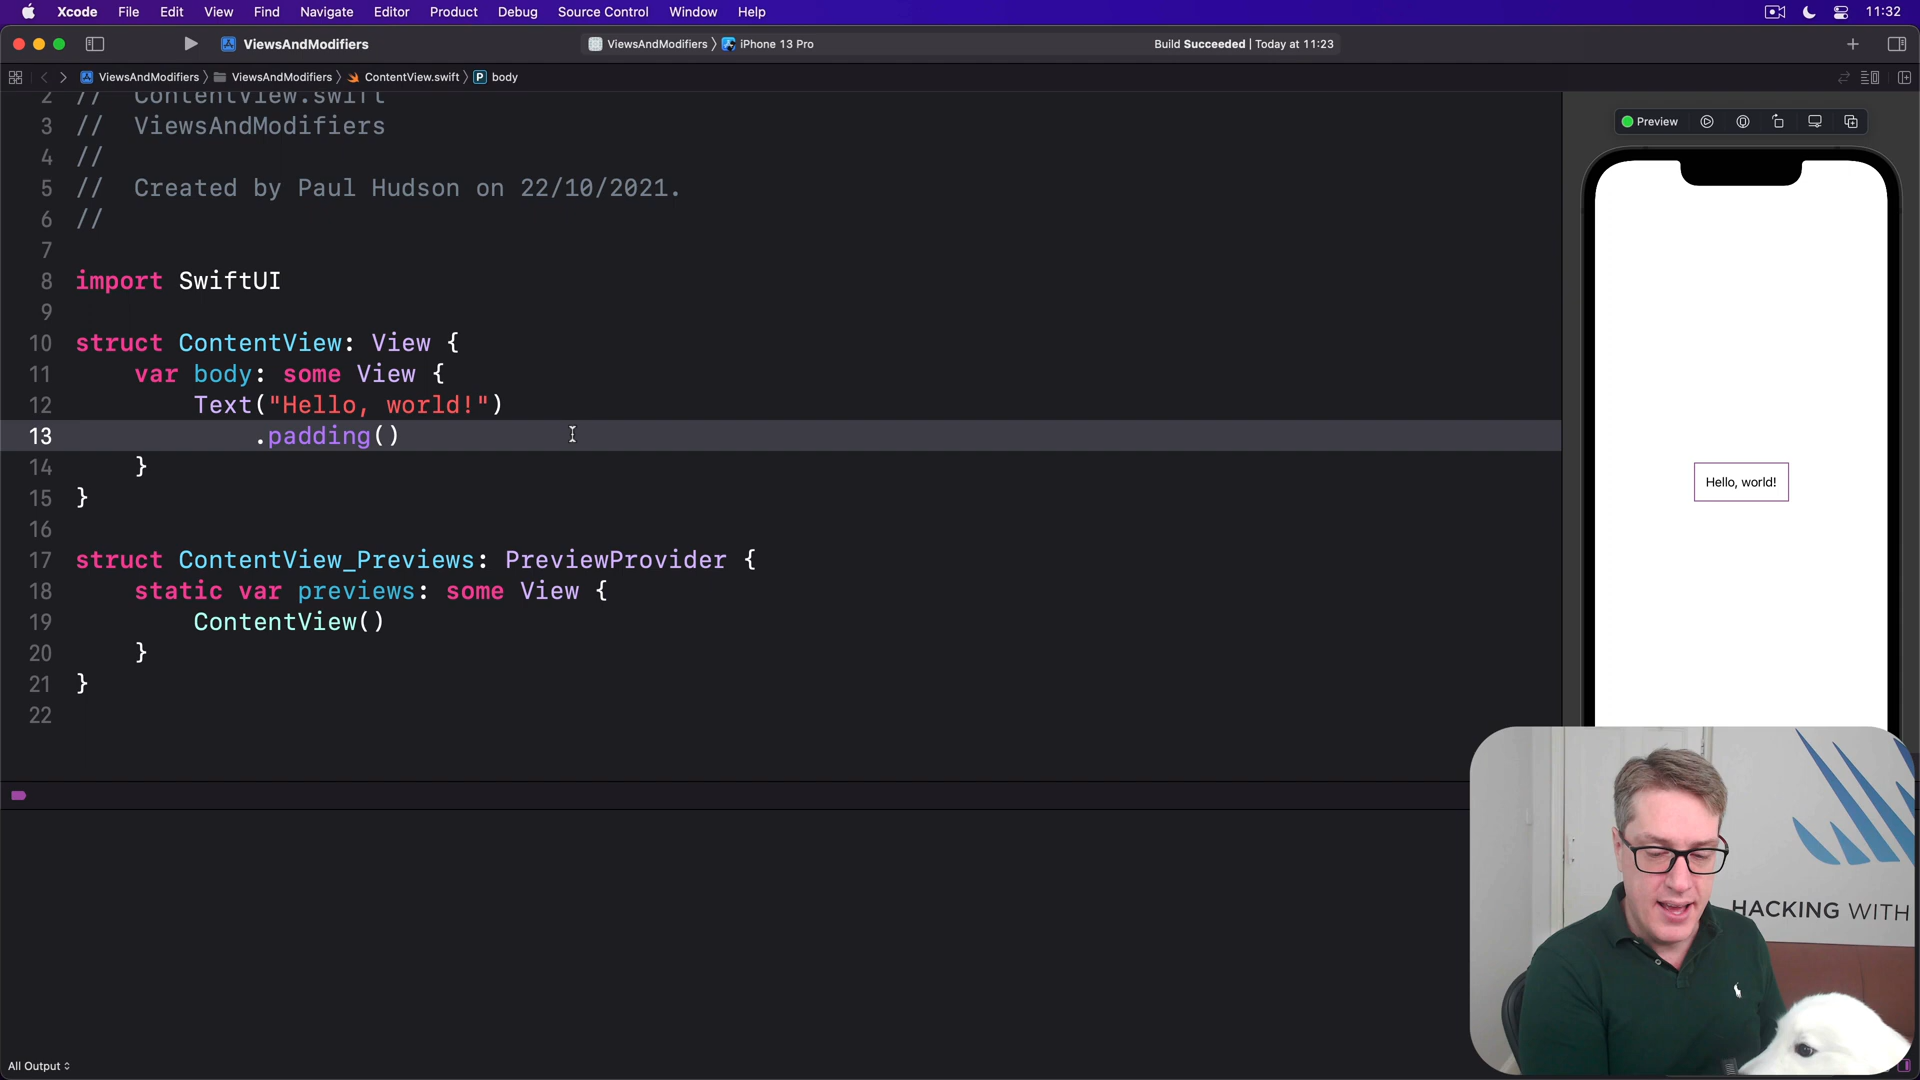 Xcode File Edit View Find Navigate Editor Product Debug Source Control Window Help 11:32
ViewsAndModifiers ViewsAndModifiers 〉 iPhone 13 Pro Build Succeeded | Today at 11:23
ViewsAndModifiers 〉 ViewsAndModifiers 〉 ContentView.swift 〉 P body
2 // ContentView.swift
3 // ViewsAndModifiers
4 //
5 // Created by Paul Hudson on 22/10/2021.
6 //
7
8 import SwiftUI
9
10 struct ContentView: View {
11 var body: some View {
12 Text("Hello, world!")
13 .padding()
14 }
15 }
16
17 struct ContentView_Previews: PreviewProvider {
18 static var previews: some View {
19 ContentView()
20 }
21 }
22
Preview
Hello, world!
HACKING WITH
All Output